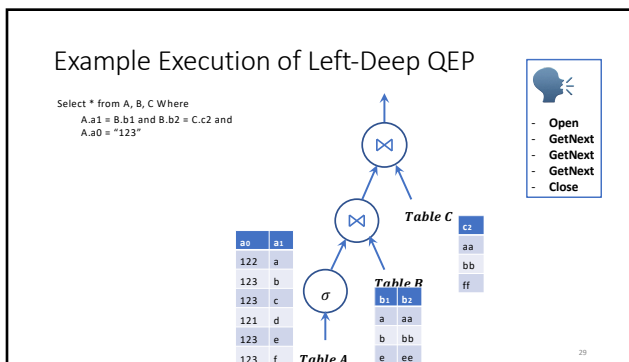 Example Execution of Left-Deep QEP
Select * from A, B, C Where
A.a1 = B.b1 and B.b2 = C.c2 and
A.a0 = "123"
- Open
- GetNext
- GetNext
- GetNext
- Close
⋈
⋈
Table C
c2
aa
bb
ff
a0 a1
122 a
123 b
123 c
121 d
123 e
123 f
σ
Table B
b1 b2
a aa
b bb
e ee
Table A
29